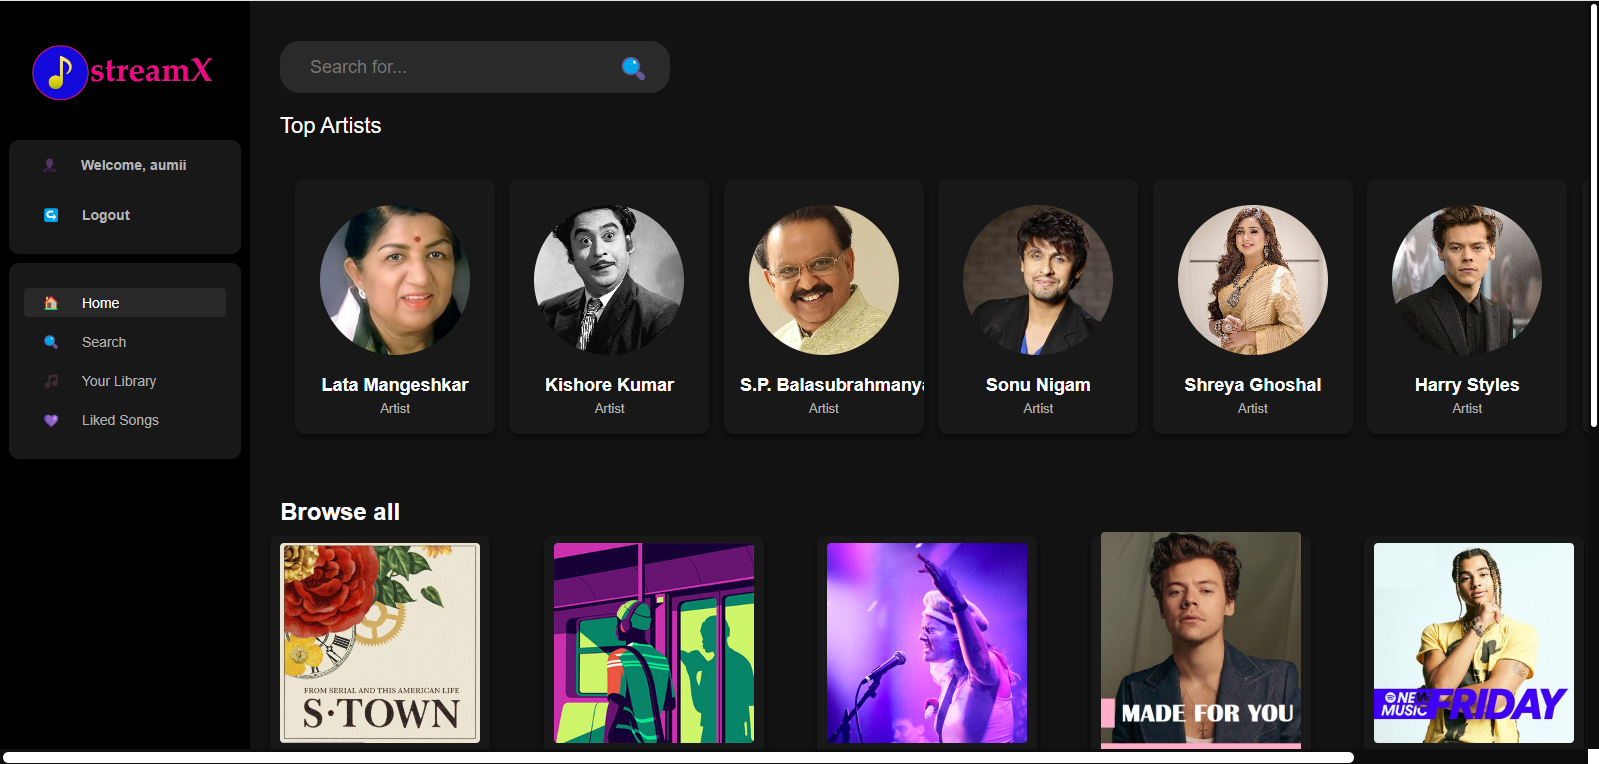 streamX
Welcome, aumii
Logout
Home
Search
Your Library
Liked Songs
Search for...
Top Artists
Lata Mangeshkar
Artist
Kishore Kumar
Artist
S.P. Balasubrahmanya
Artist
Sonu Nigam
Artist
Shreya Ghoshal
Artist
Harry Styles
Artist
Browse all
FROM SERIAL AND THIS AMERICAN LIFE
S·TOWN
MADE FOR YOU
NEW
MUSIC FRIDAY